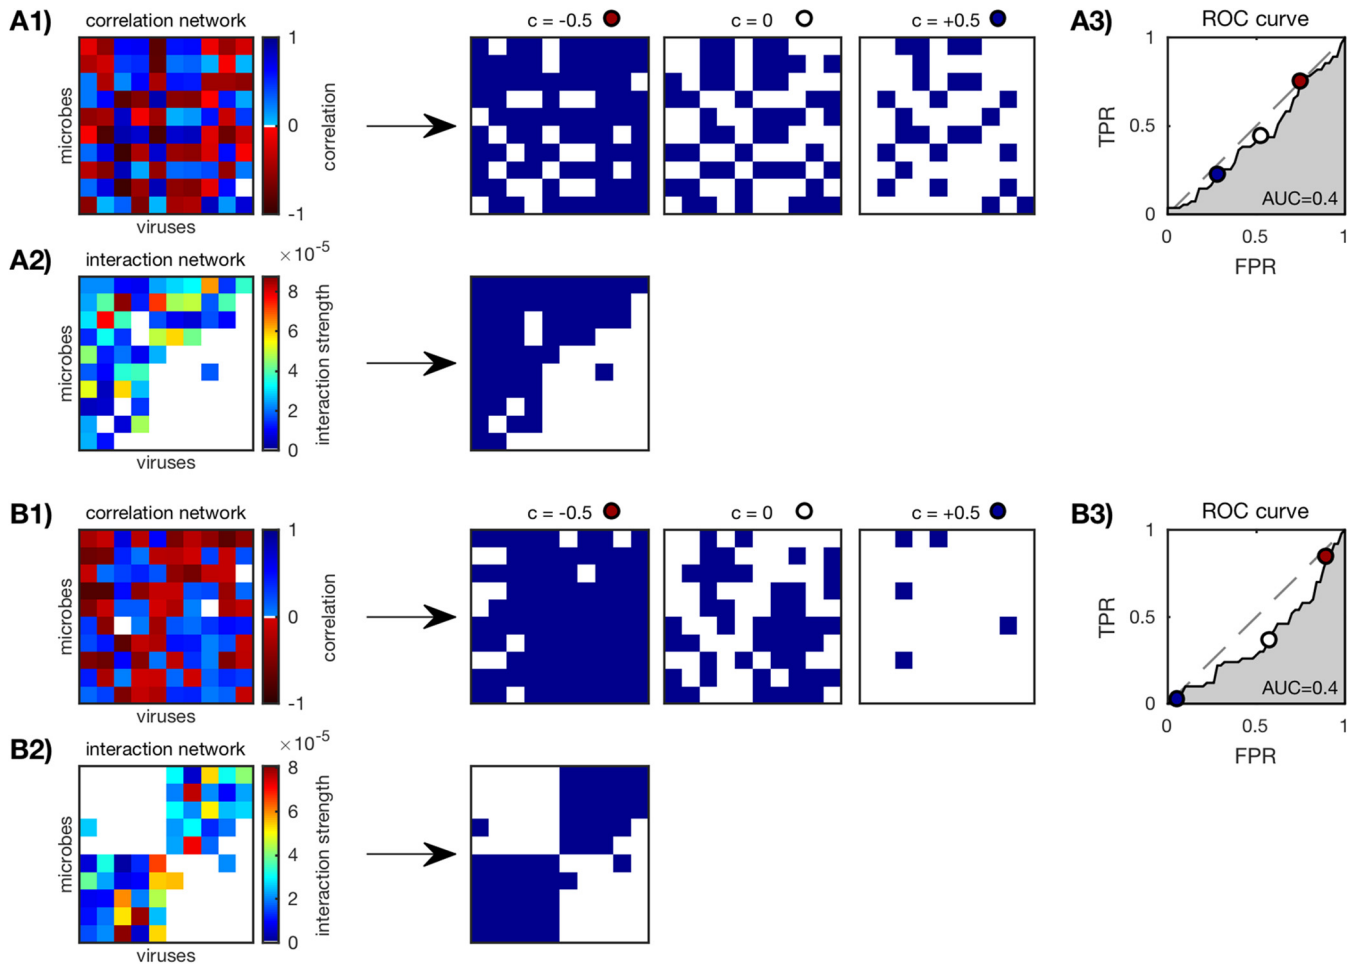 A1)
correlation network
c = -0.5
c = 0
c = +0.5
A3)
ROC curve
microbes
viruses
1
0
-1
correlation
TPR
1
0.5
0
AUC=0.4
0
0.5
1
FPR
A2)
interaction network
×10⁻⁵
microbes
viruses
8
6
4
2
0
interaction strength
B1)
correlation network
c = -0.5
c = 0
c = +0.5
B3)
ROC curve
microbes
viruses
1
0
-1
correlation
TPR
1
0.5
0
AUC=0.4
0
0.5
1
FPR
B2)
interaction network
×10⁻⁵
microbes
viruses
8
6
4
2
0
interaction strength